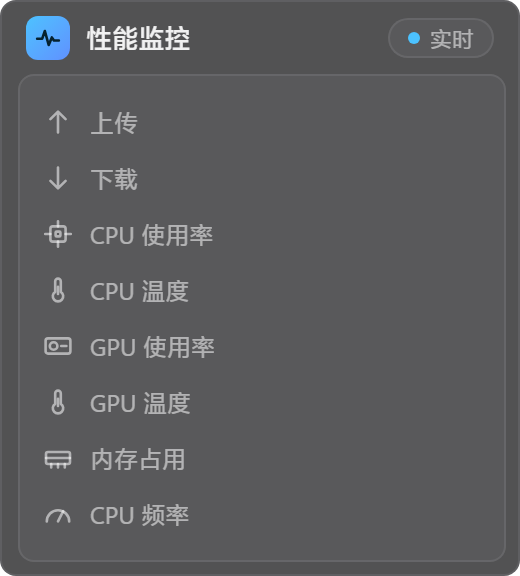 性能监控
实时
上传
下载
CPU 使用率
CPU 温度
GPU 使用率
GPU 温度
内存占用
CPU 频率